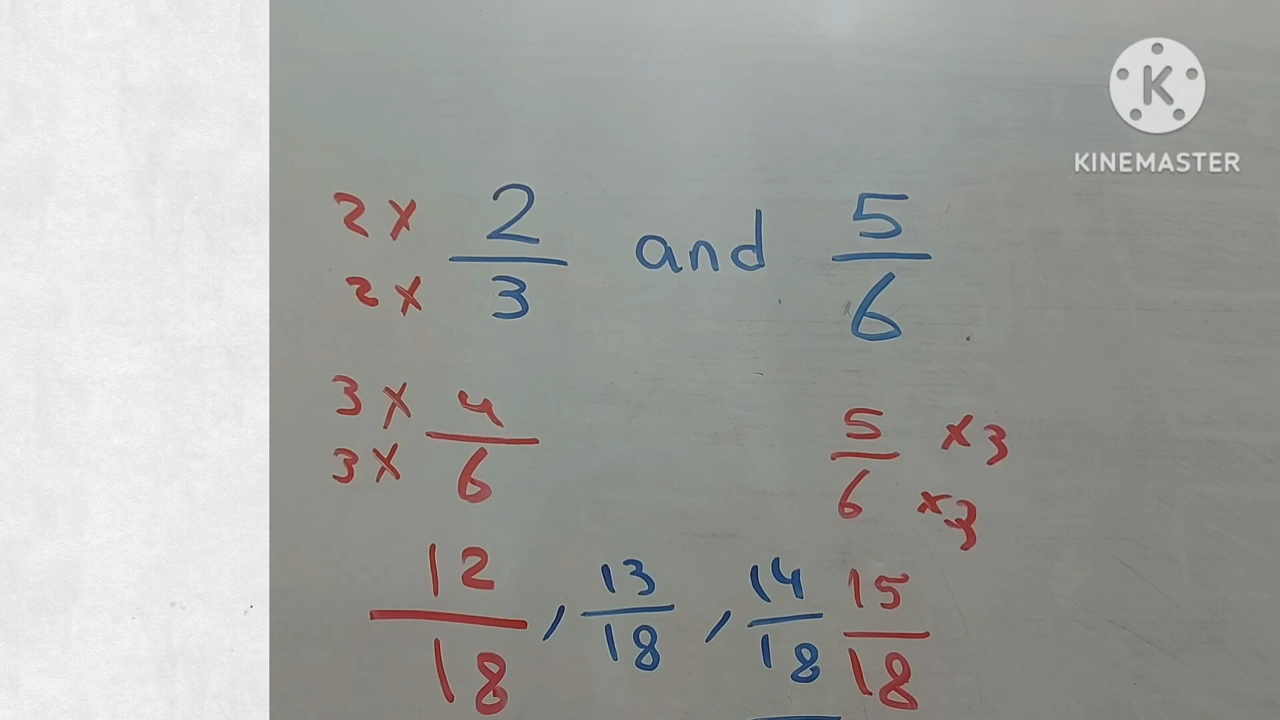 K
KINEMASTER
2 × 2/3 and 5/6
2 ×
3 × 4/6 5/6 × 3
3 × × 3
12/18 , 13/18 , 14/18 15/18